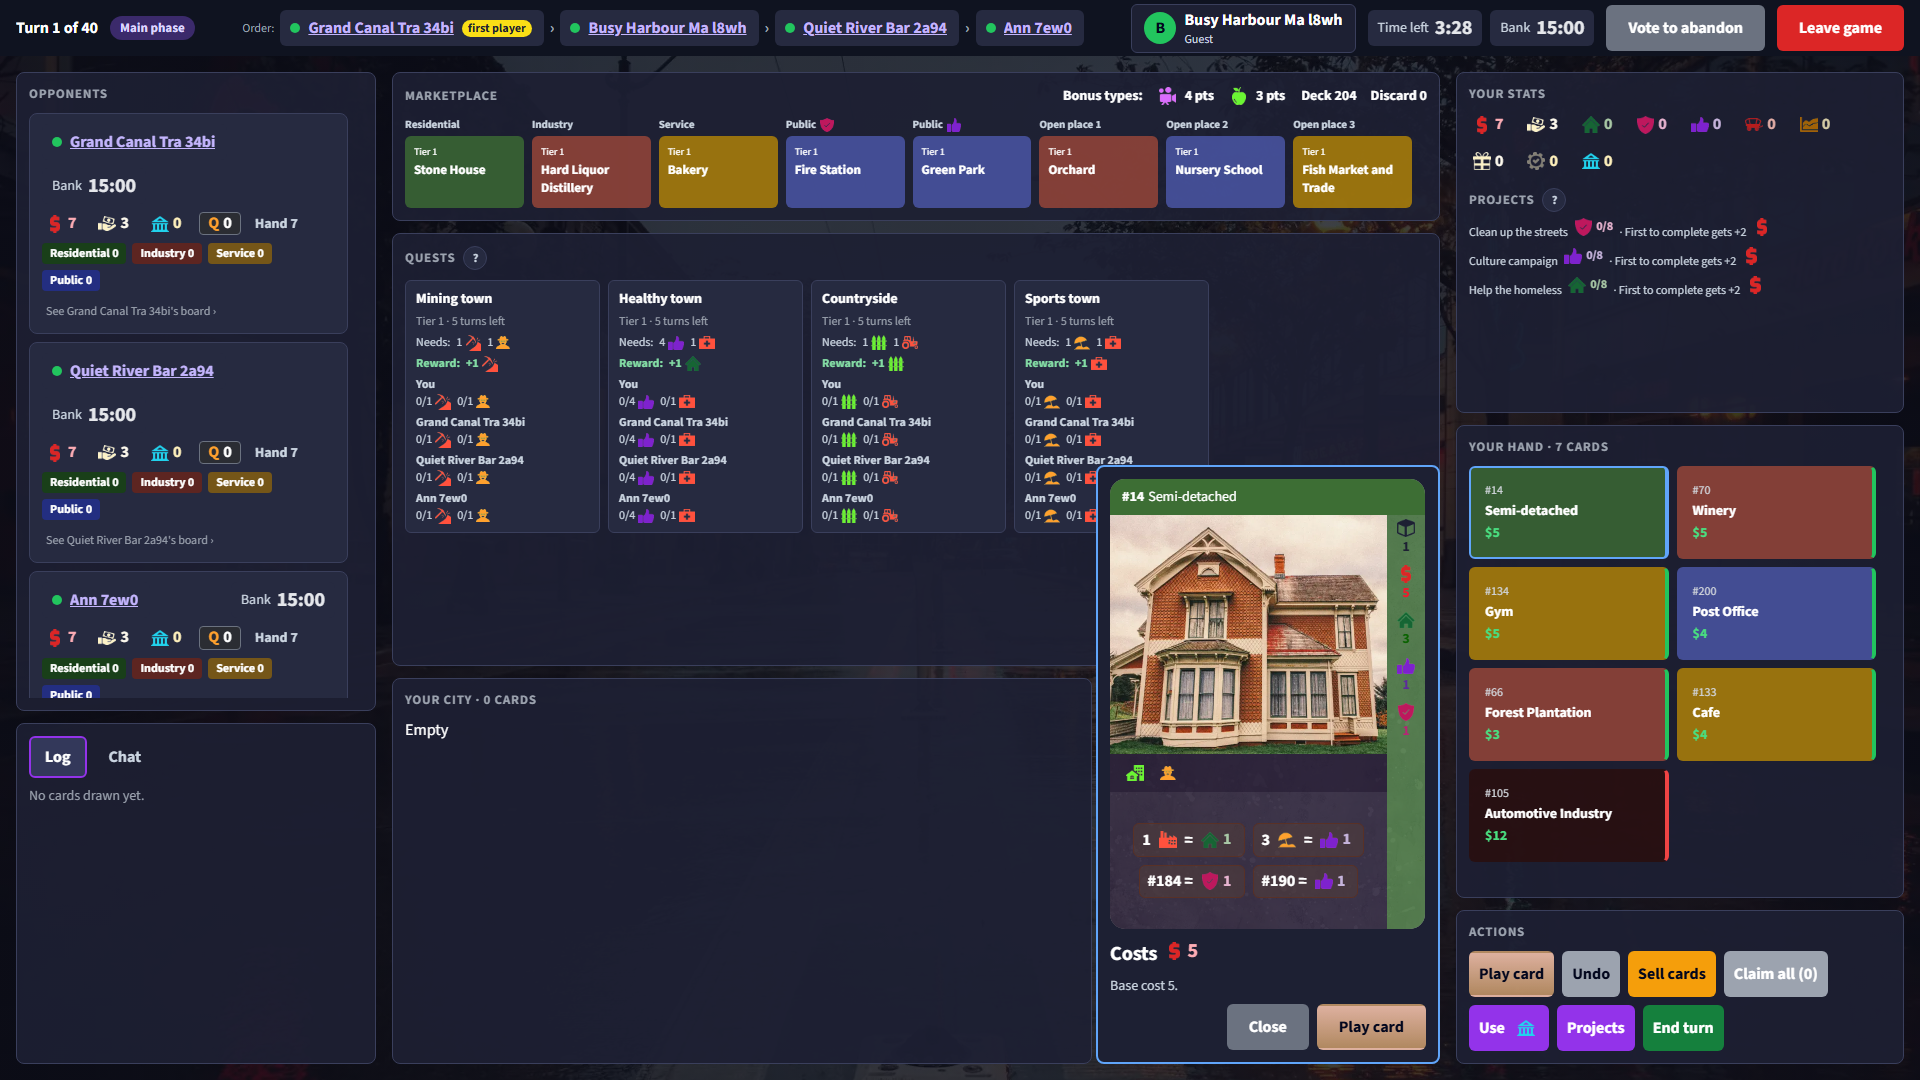 Turn 1 of 40
Main phase
Order:
Grand Canal Tra 34bi
first player
›
Busy Harbour Ma l8wh
›
Quiet River Bar 2a94
›
Ann 7ew0
B
Busy Harbour Ma l8wh
Guest
Time left 3:28
Bank 15:00
Vote to abandon
Leave game
OPPONENTS
Grand Canal Tra 34bi
Bank 15:00
7
3
0
Q 0
Hand 7
Residential 0
Industry 0
Service 0
Public 0
See Grand Canal Tra 34bi's board ›
Quiet River Bar 2a94
Bank 15:00
7
3
0
Q 0
Hand 7
Residential 0
Industry 0
Service 0
Public 0
See Quiet River Bar 2a94's board ›
Ann 7ew0
Bank 15:00
7
3
0
Q 0
Hand 7
Residential 0
Industry 0
Service 0
Public 0
Log
Chat
No cards drawn yet.
MARKETPLACE
Bonus types:
4 pts
3 pts
Deck 204
Discard 0
Residential
Tier 1
Stone House
Industry
Tier 1
Hard Liquor
Distillery
Service
Tier 1
Bakery
Public
Tier 1
Fire Station
Public
Tier 1
Green Park
Open place 1
Tier 1
Orchard
Open place 2
Tier 1
Nursery School
Open place 3
Tier 1
Fish Market and
Trade
QUESTS
?
Mining town
Tier 1 · 5 turns left
Needs: 1 1
Reward: +1
You
0/1 0/1
Grand Canal Tra 34bi
0/1 0/1
Quiet River Bar 2a94
0/1 0/1
Ann 7ew0
0/1 0/1
Healthy town
Tier 1 · 5 turns left
Needs: 4 1
Reward: +1
You
0/4 0/1
Grand Canal Tra 34bi
0/4 0/1
Quiet River Bar 2a94
0/4 0/1
Ann 7ew0
0/4 0/1
Countryside
Tier 1 · 5 turns left
Needs: 1 1
Reward: +1
You
0/1 0/1
Grand Canal Tra 34bi
0/1 0/1
Quiet River Bar 2a94
0/1 0/1
Ann 7ew0
0/1 0/1
Sports town
Tier 1 · 5 turns left
Needs: 1 1
Reward: +1
You
0/1 0/1
Grand Canal Tra 34bi
0/1 0/1
Quiet River Bar 2a94
0/1 0/1
Ann 7ew0
0/1 0/1
YOUR CITY · 0 CARDS
Empty
#14 Semi-detached
1
5
3
1
1
1 = 1
3 = 1
#184 = 1
#190 = 1
Costs 5
Base cost 5.
Close
Play card
YOUR STATS
7
3
0
0
0
0
0
0
0
0
PROJECTS
?
Clean up the streets 0/8 · First to complete gets +2
Culture campaign 0/8 · First to complete gets +2
Help the homeless 0/8 · First to complete gets +2
YOUR HAND · 7 CARDS
#14
Semi-detached
$5
#70
Winery
$5
#134
Gym
$5
#200
Post Office
$4
#66
Forest Plantation
$3
#133
Cafe
$4
#105
Automotive Industry
$12
ACTIONS
Play card
Undo
Sell cards
Claim all (0)
Use
Projects
End turn